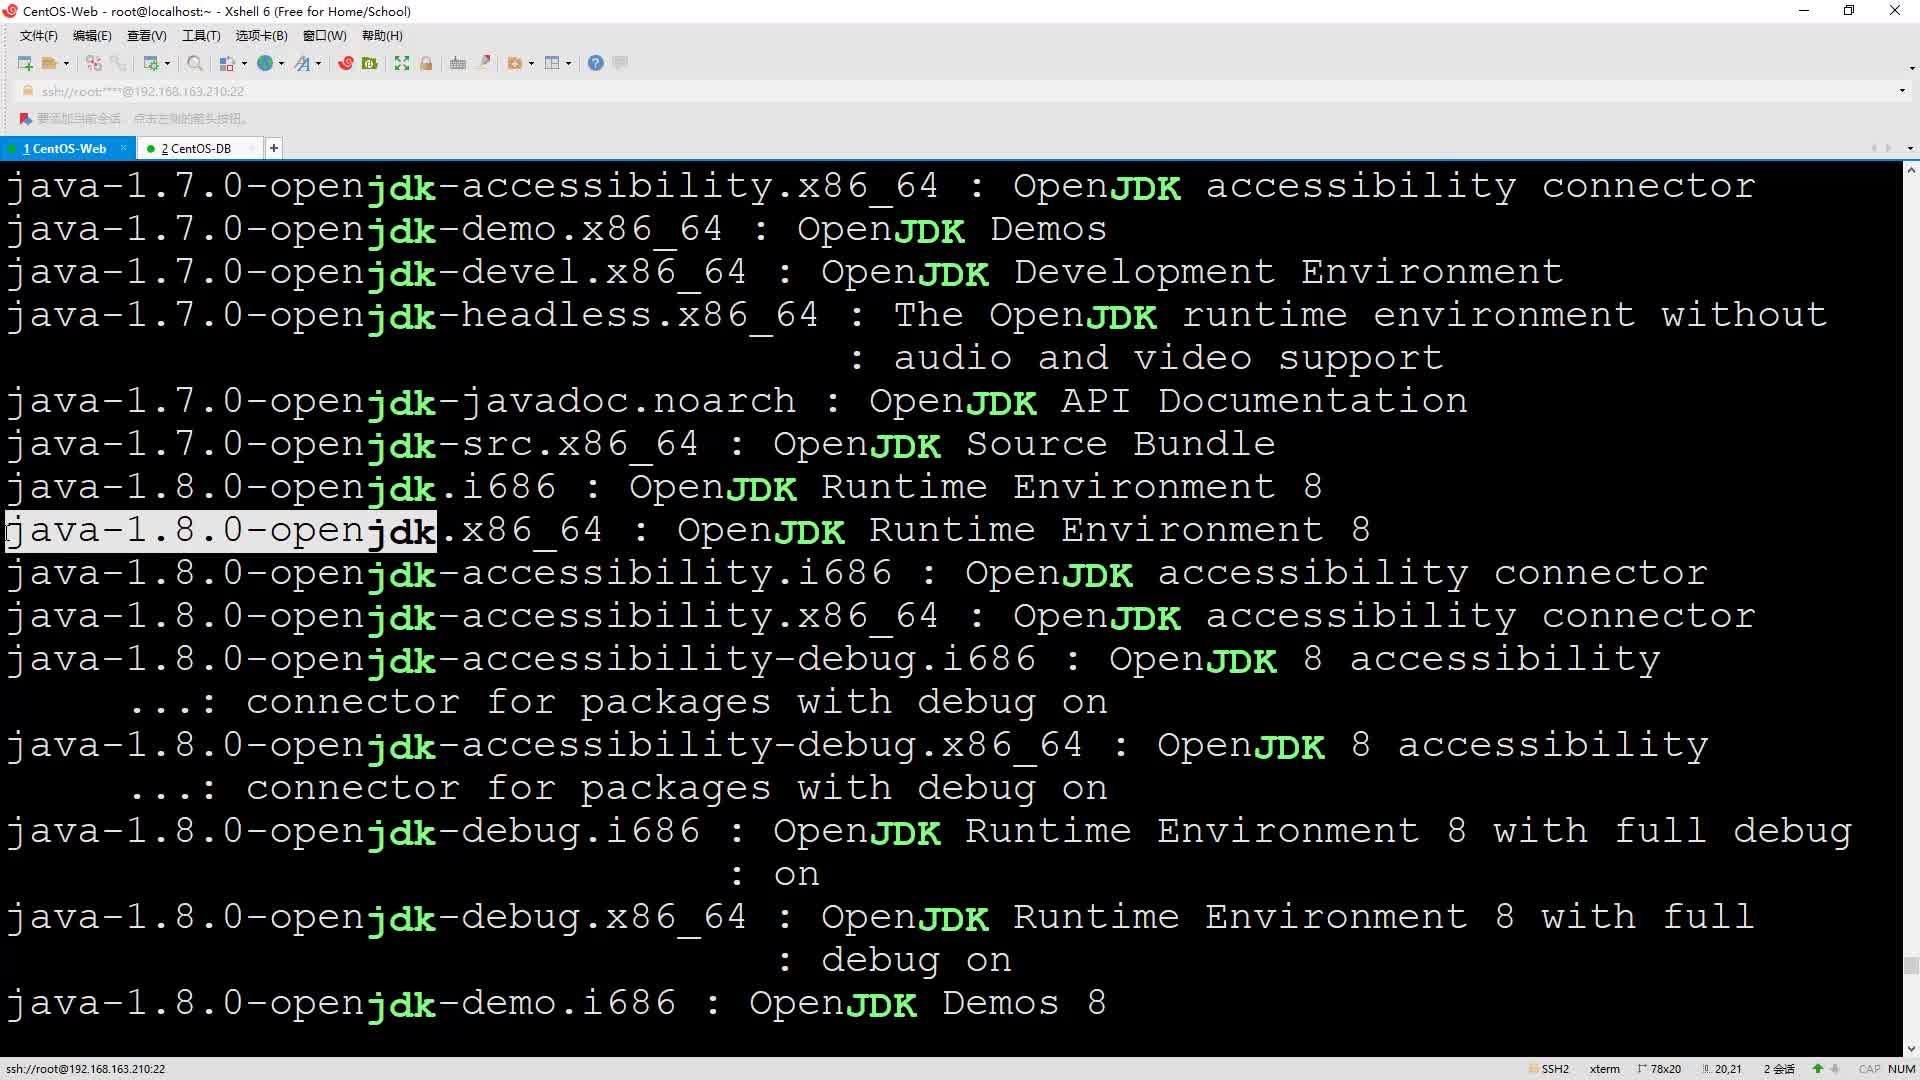 CentOS-Web - root@localhost:~ - Xshell 6 (Free for Home/School)
文件(F) 编辑(E) 查看(V) 工具(T) 选项卡(B) 窗口(W) 帮助(H)
ssh://root:****@192.168.163.210:22
要添加当前会话，点击左侧的箭头按钮。
1 CentOS-Web × 2 CentOS-DB +
java-1.7.0-openjdk-accessibility.x86_64 : OpenJDK accessibility connector
java-1.7.0-openjdk-demo.x86_64 : OpenJDK Demos
java-1.7.0-openjdk-devel.x86_64 : OpenJDK Development Environment
java-1.7.0-openjdk-headless.x86_64 : The OpenJDK runtime environment without
: audio and video support
java-1.7.0-openjdk-javadoc.noarch : OpenJDK API Documentation
java-1.7.0-openjdk-src.x86_64 : OpenJDK Source Bundle
java-1.8.0-openjdk.i686 : OpenJDK Runtime Environment 8
java-1.8.0-openjdk.x86_64 : OpenJDK Runtime Environment 8
java-1.8.0-openjdk-accessibility.i686 : OpenJDK accessibility connector
java-1.8.0-openjdk-accessibility.x86_64 : OpenJDK accessibility connector
java-1.8.0-openjdk-accessibility-debug.i686 : OpenJDK 8 accessibility
...: connector for packages with debug on
java-1.8.0-openjdk-accessibility-debug.x86_64 : OpenJDK 8 accessibility
...: connector for packages with debug on
java-1.8.0-openjdk-debug.i686 : OpenJDK Runtime Environment 8 with full debug
: on
java-1.8.0-openjdk-debug.x86_64 : OpenJDK Runtime Environment 8 with full
: debug on
java-1.8.0-openjdk-demo.i686 : OpenJDK Demos 8
ssh://root@192.168.163.210:22 SSH2 xterm 78x20 20,21 2 会话 CAP NUM